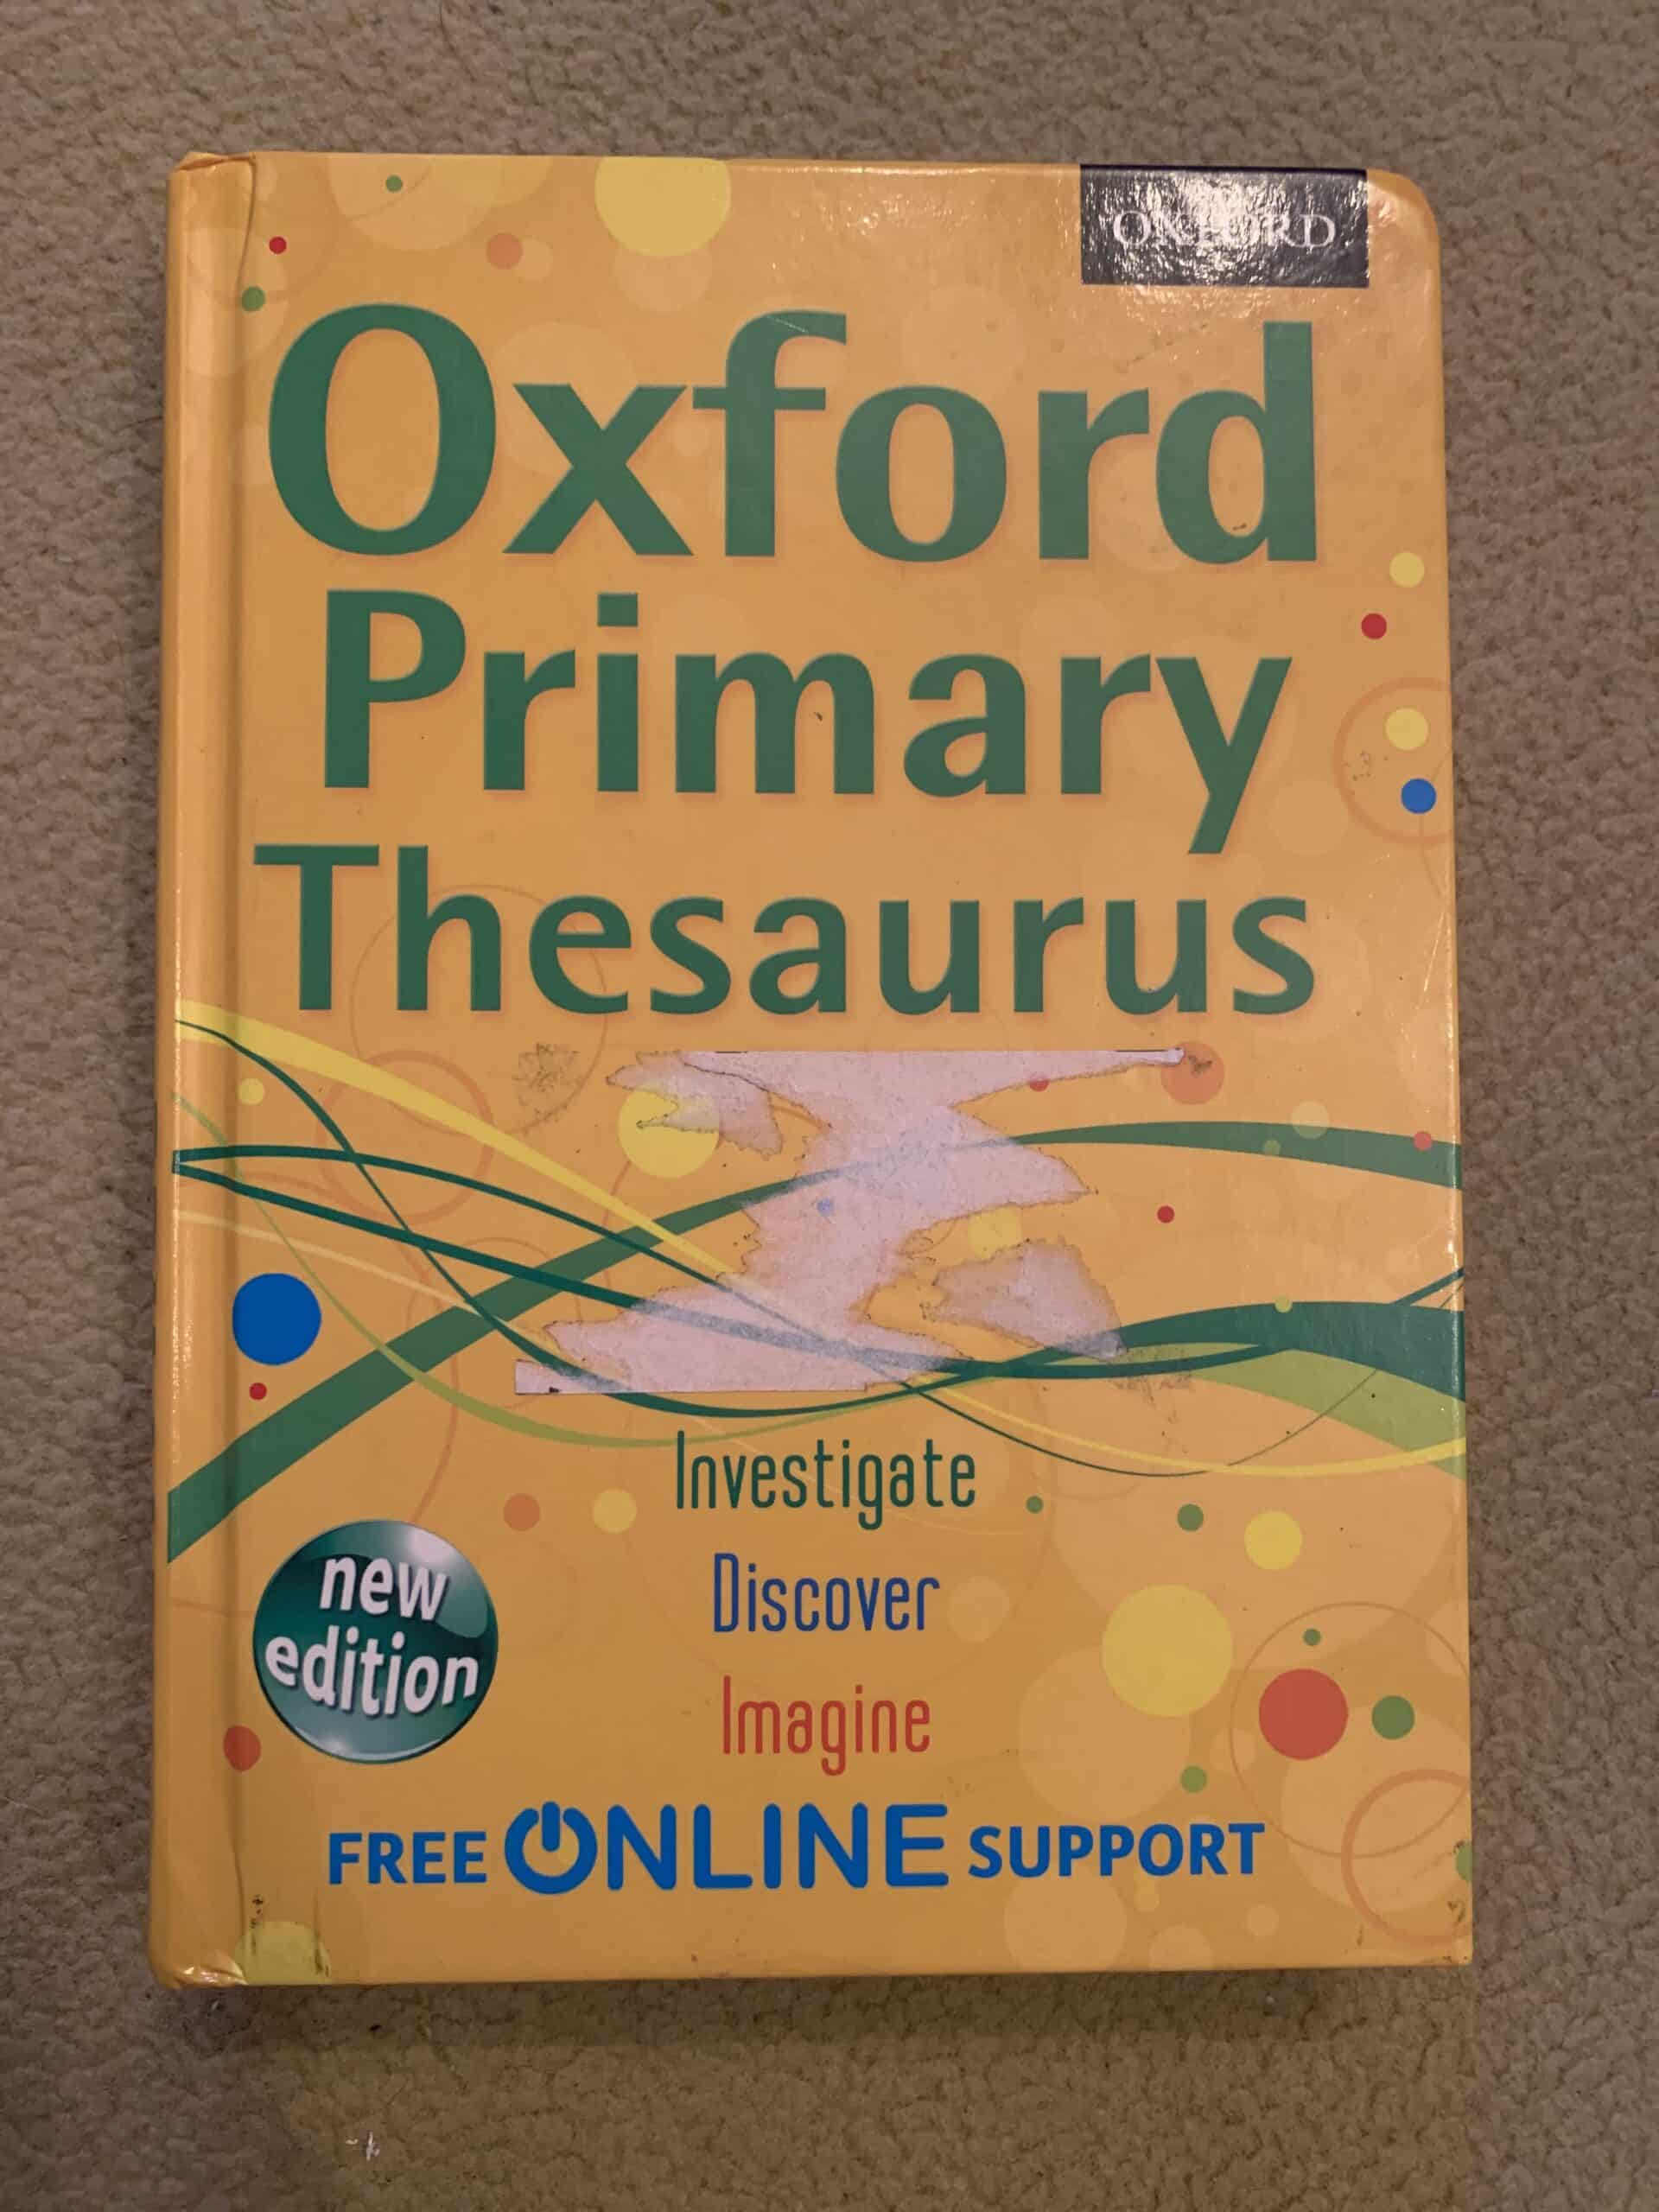 OXFORD
Oxford
Primary
Thesaurus
Investigate
Discover
Imagine
new
edition
FREE ONLINE SUPPORT